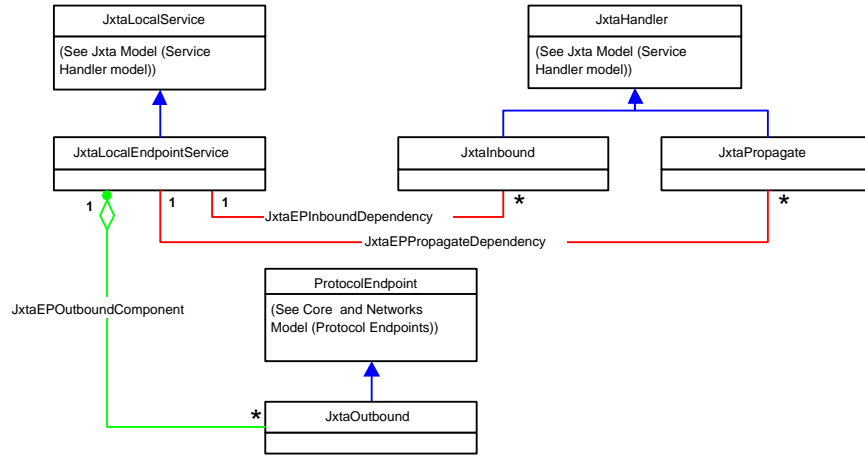 JxtaLocalService
(See Jxta Model (Service
Handler model))
JxtaHandler
(See Jxta Model (Service
Handler model))
JxtaLocalEndpointService
JxtaInbound
JxtaPropagate
1
1
1
*
*
JxtaEPInboundDependency
JxtaEPPropagateDependency
ProtocolEndpoint
(See Core and Networks
Model (Protocol Endpoints))
JxtaEPOutboundComponent
*
JxtaOutbound